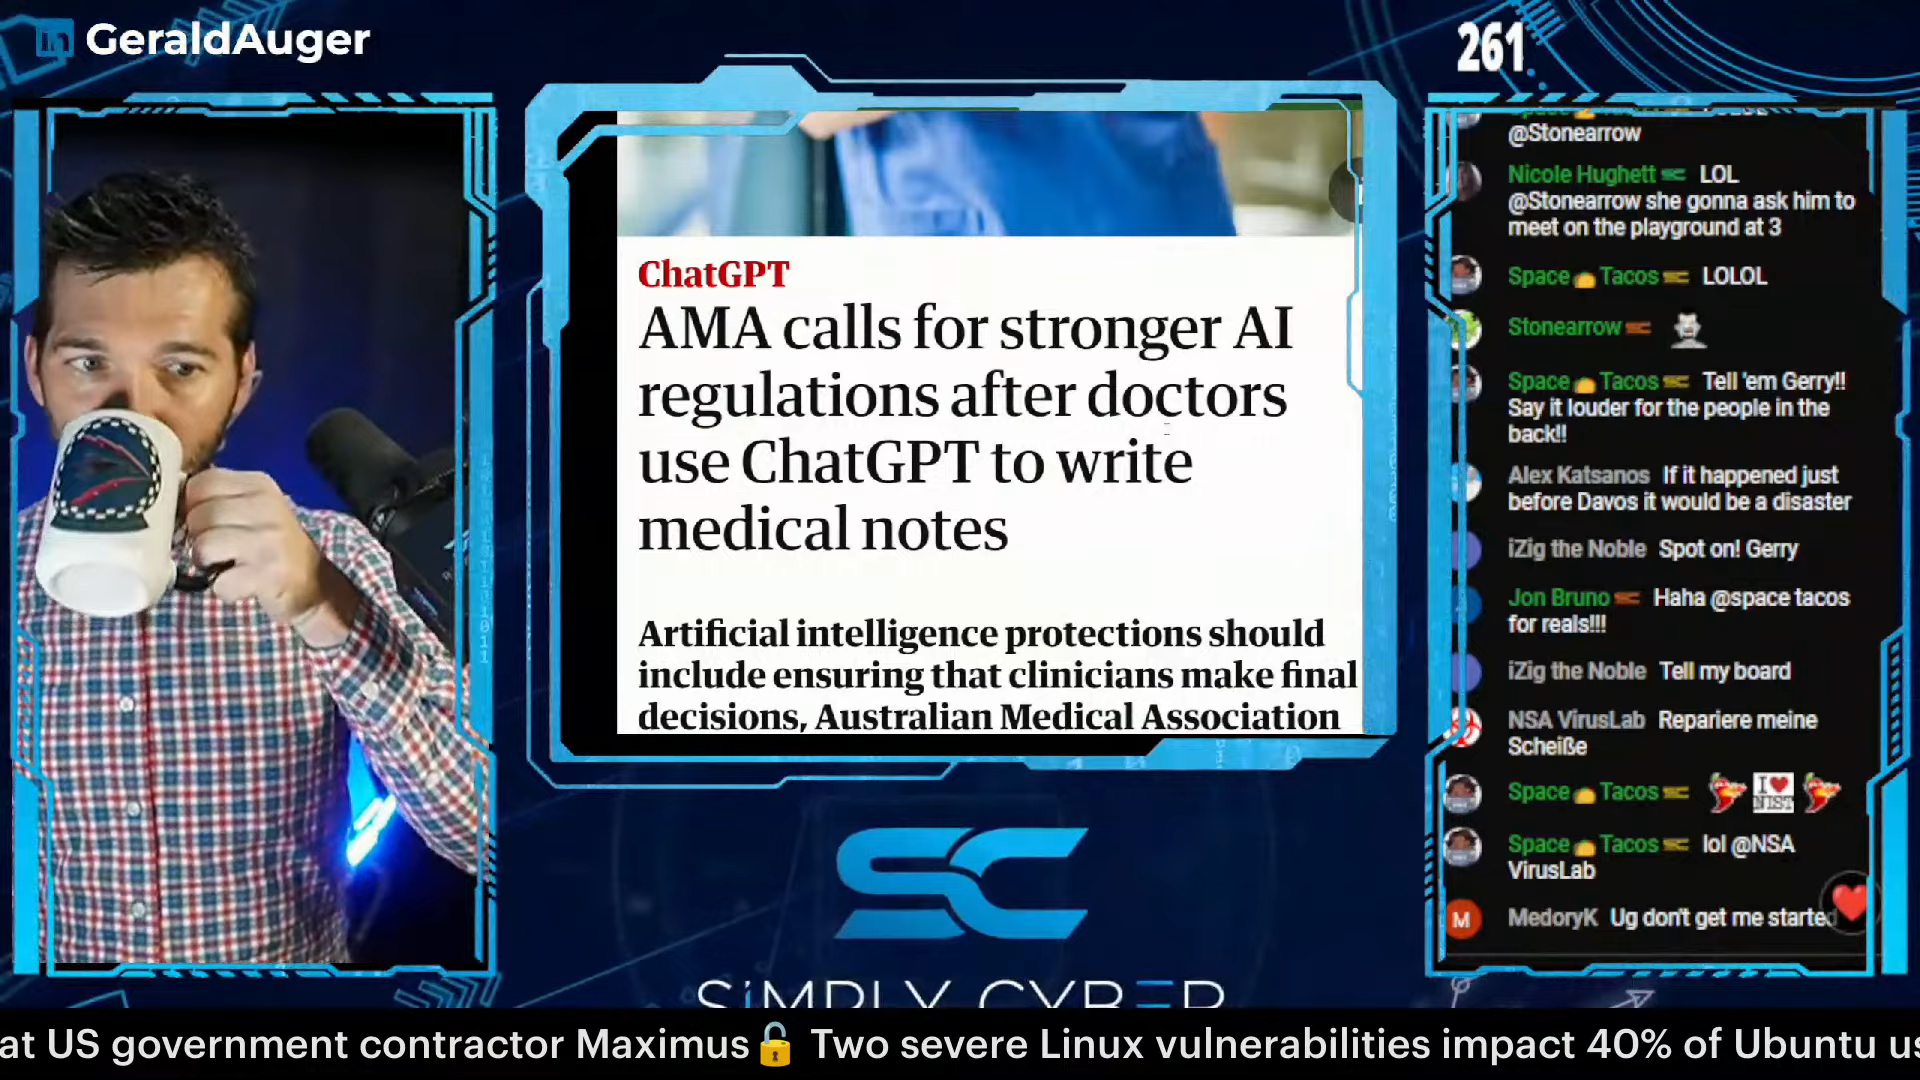 GeraldAuger
261
ChatGPT
AMA calls for stronger AI
regulations after doctors
use ChatGPT to write
medical notes
Artificial intelligence protections should
include ensuring that clinicians make final
decisions, Australian Medical Association
@Stonearrow
Nicole Hughett LOL
@Stonearrow she gonna ask him to
meet on the playground at 3
Space Tacos LOLOL
Stonearrow
Space Tacos Tell 'em Gerry!!
Say it louder for the people in the
back!!
Alex Katsanos If it happened just
before Davos it would be a disaster
iZig the Noble Spot on! Gerry
Jon Bruno Haha @space tacos
for reals!!!
iZig the Noble Tell my board
NSA VirusLab Repariere meine
Scheiße
Space Tacos I ❤ NIST
Space Tacos lol @NSA
VirusLab
M MedoryK Ug don't get me started
SC
SiMPLY CYBER
at US government contractor Maximus🔓 Two severe Linux vulnerabilities impact 40% of Ubuntu us